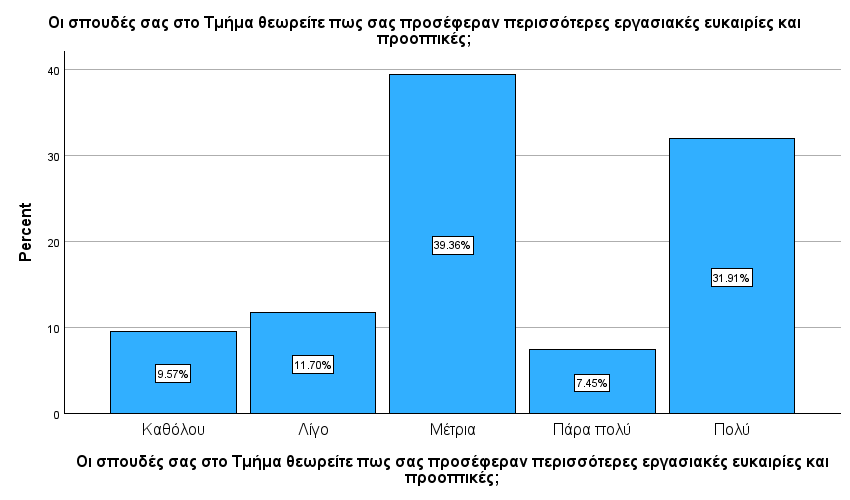 Οι σπουδές σας στο Τμήμα θεωρείτε πως σας προσέφεραν περισσότερες εργασιακές ευκαιρίες και
προοπτικές;
40
30
20
10
0
Percent
9.57%
11.70%
39.36%
7.45%
31.91%
Καθόλου
Λίγο
Μέτρια
Πάρα πολύ
Πολύ
Οι σπουδές σας στο Τμήμα θεωρείτε πως σας προσέφεραν περισσότερες εργασιακές ευκαιρίες και
προοπτικές;